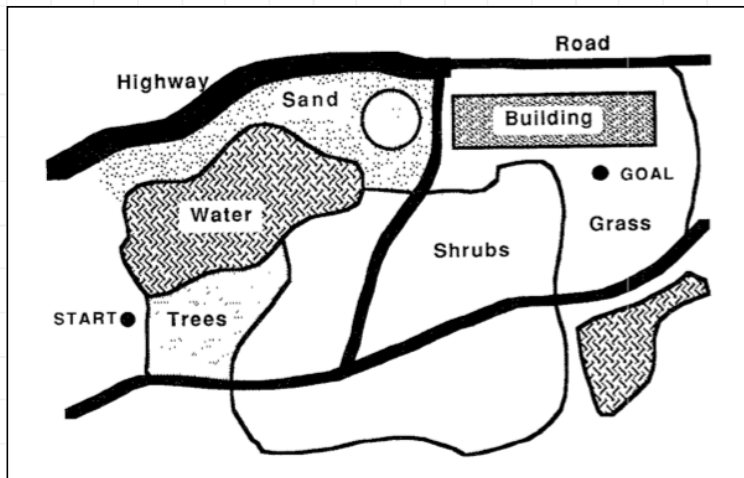 Road
Highway
Sand
Building
GOAL
Water
Grass
Shrubs
START
Trees